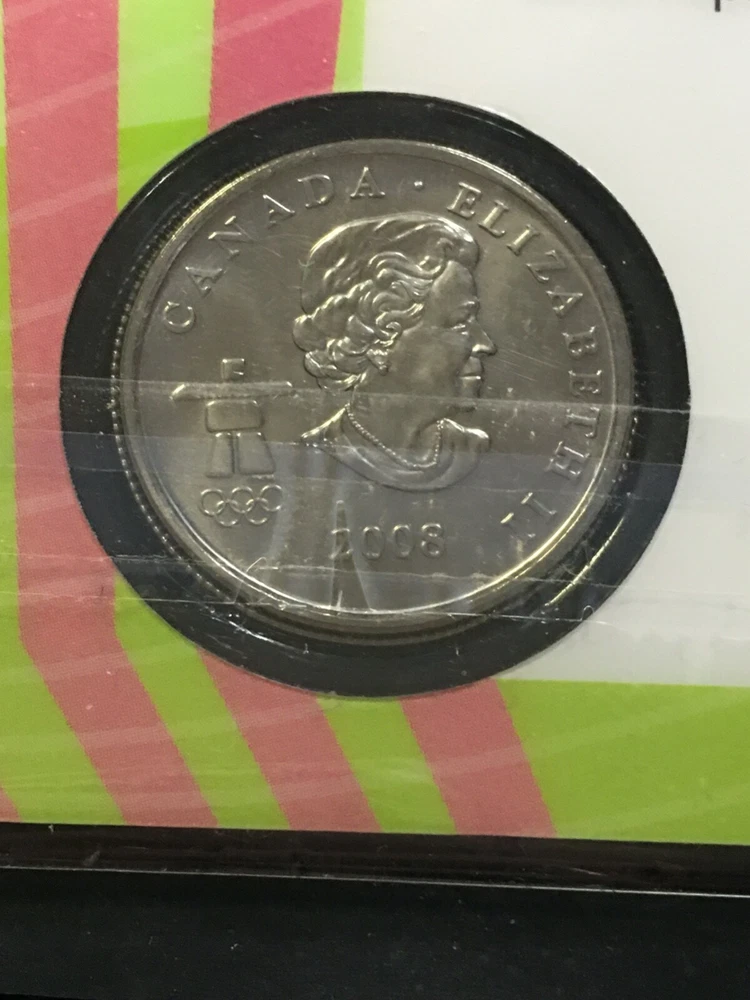 CANADA · ELIZABETH II
2008